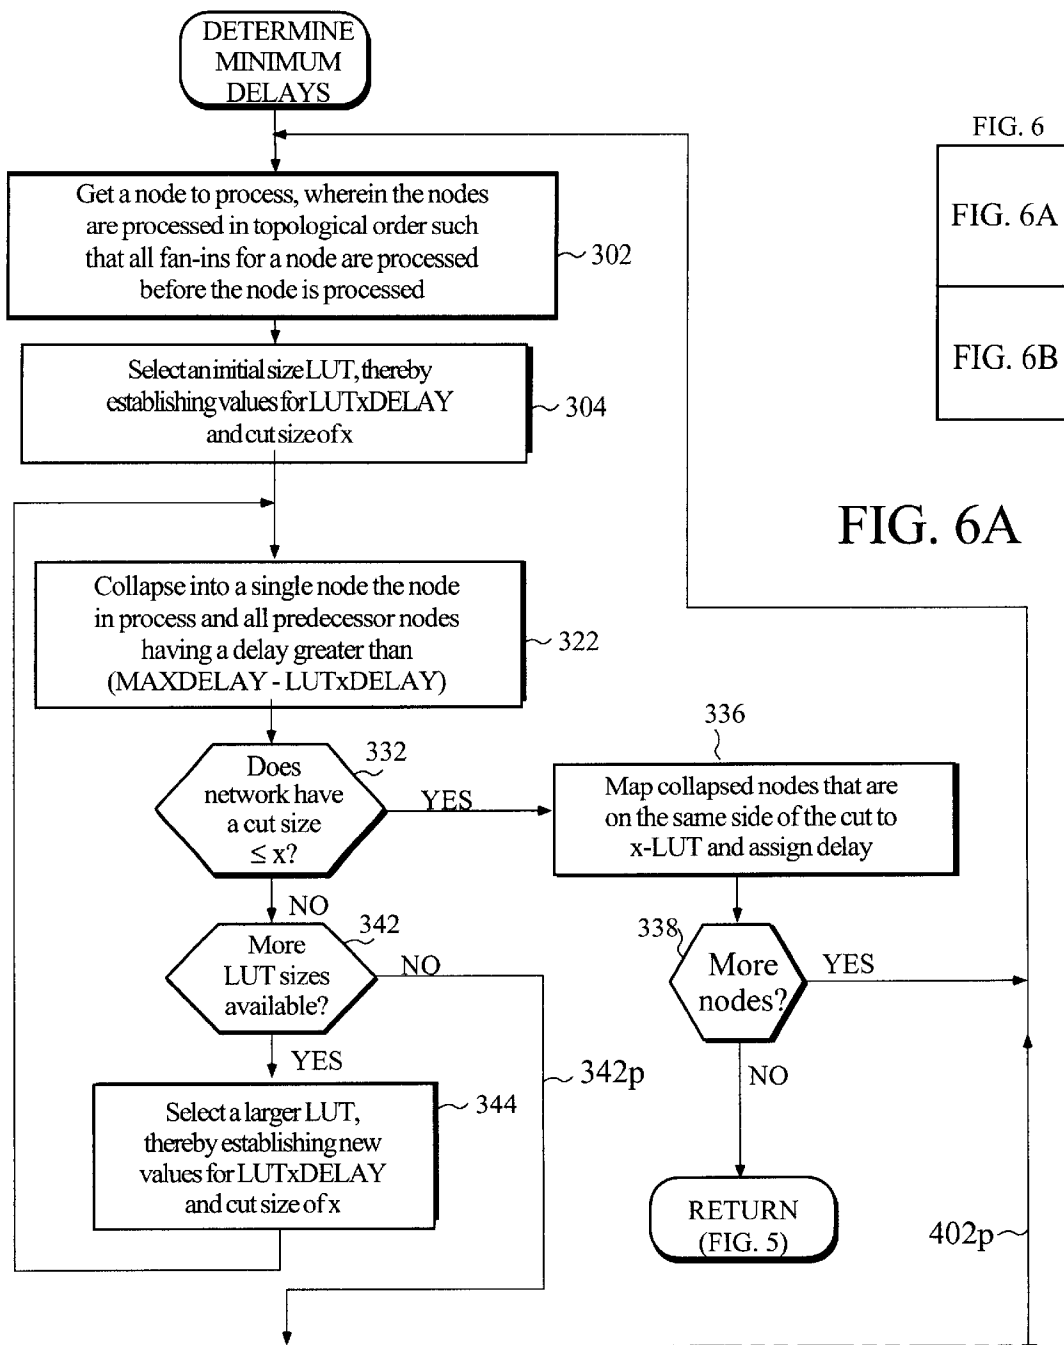 DETERMINE
MINIMUM
DELAYS
FIG. 6
FIG. 6A
FIG. 6B
Get a node to process, wherein the nodes
are processed in topological order such
that all fan-ins for a node are processed
before the node is processed
302
Select an initial size LUT, thereby
establishing values for LUTxDELAY
and cut size of x
304
FIG. 6A
Collapse into a single node the node
in process and all predecessor nodes
having a delay greater than
(MAXDELAY - LUTxDELAY)
322
Does
network have
a cut size
≤ x?
332
YES
NO
336
Map collapsed nodes that are
on the same side of the cut to
x-LUT and assign delay
More
LUT sizes
available?
342
NO
YES
338
More
nodes?
YES
NO
342p
Select a larger LUT,
thereby establishing new
values for LUTxDELAY
and cut size of x
344
RETURN
(FIG. 5)
402p